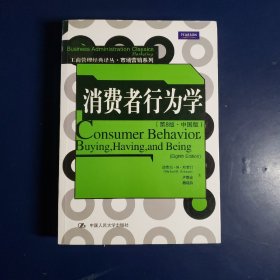 PEARSON
Business Administration Classics
Marketing
工商管理经典译丛·市场营销系列
消费者行为学
(第8版·中国版)
Consumer Behavior
Buying, Having, and Being
(Eighth Edition)
中国人民大学出版社